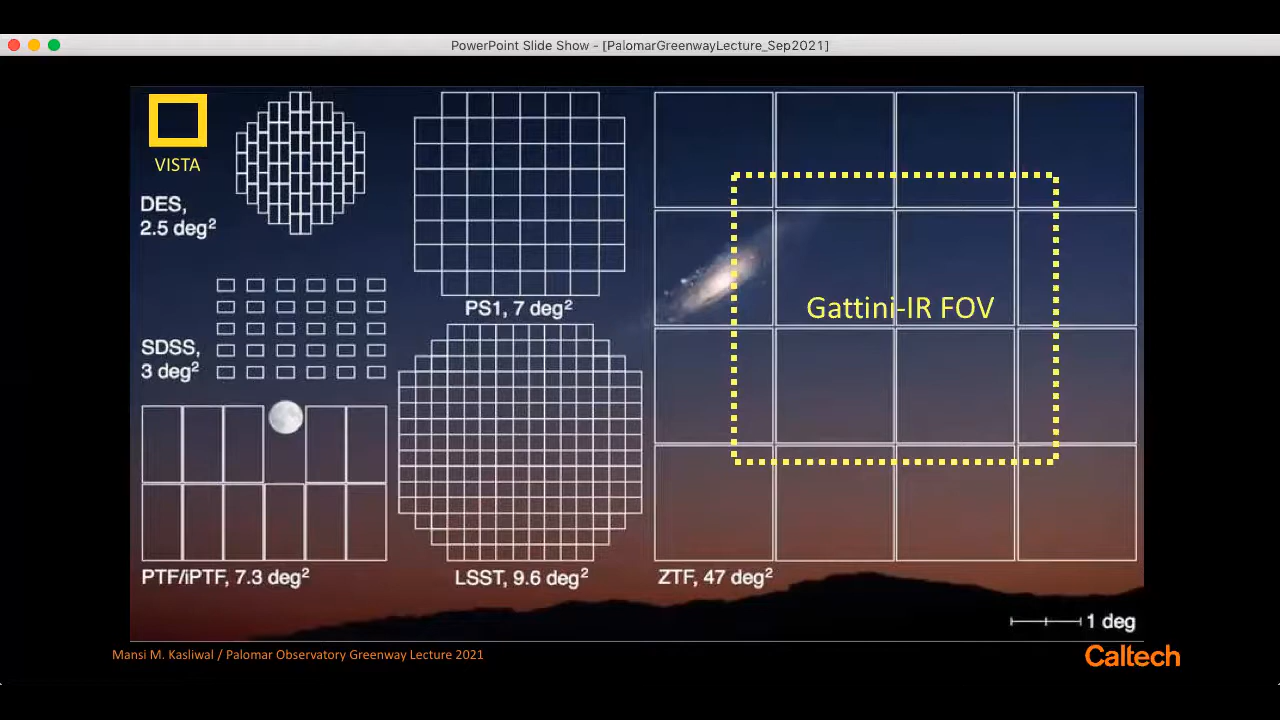 PowerPoint Slide Show - [PalomarGreenwayLecture_Sep2021]
VISTA
DES,
2.5 deg²
SDSS,
3 deg²
PTF/iPTF, 7.3 deg²
PS1, 7 deg²
LSST, 9.6 deg²
Gattini-IR FOV
ZTF, 47 deg²
1 deg
Mansi M. Kasliwal / Palomar Observatory Greenway Lecture 2021
Caltech